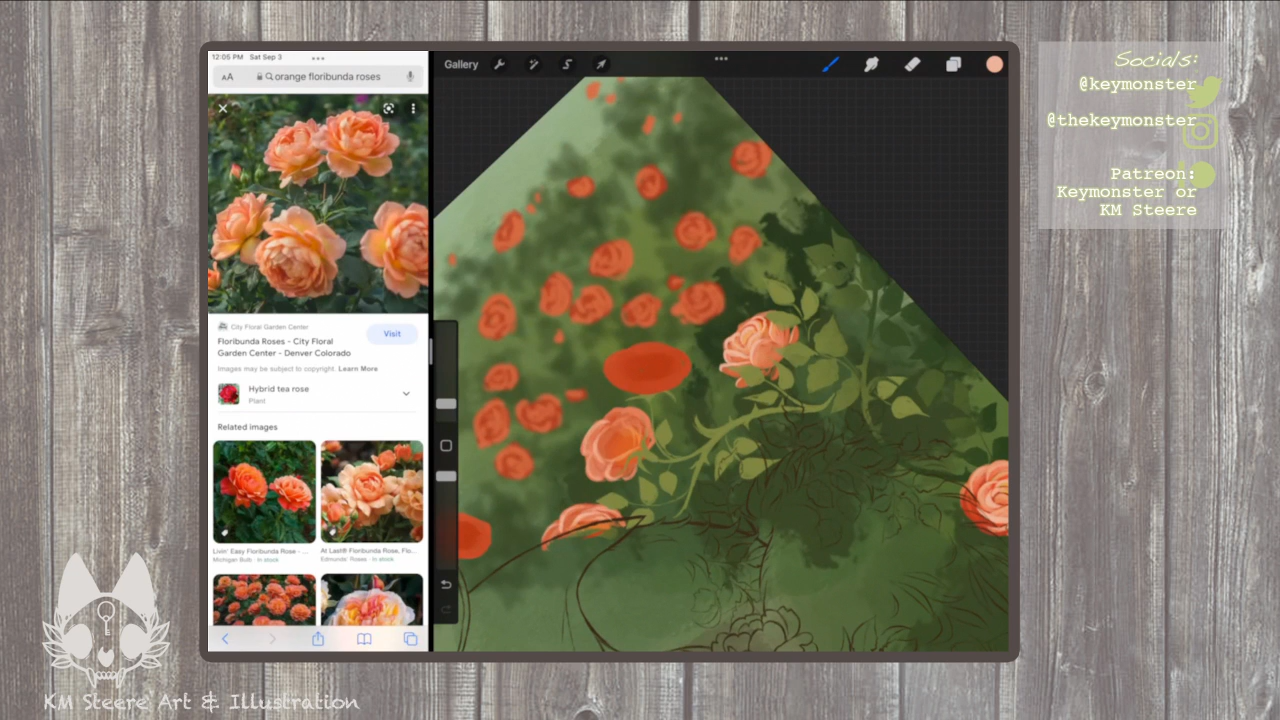 12:05 PM Sat Sep 3
AA orange floribunda roses
City Floral Garden Center
Floribunda Roses - City Floral
Garden Center - Denver Colorado
Visit
Images may be subject to copyright. Learn More
Hybrid tea rose
Plant
Related images
Livin' Easy Floribunda Rose - ...
Michigan Bulb · In stock
At Last® Floribunda Rose, Flo...
Edmunds' Roses · In stock
Gallery
Socials:
@keymonster
@thekeymonster
Patreon:
Keymonster or
KM Steere
KM Steere Art & Illustration